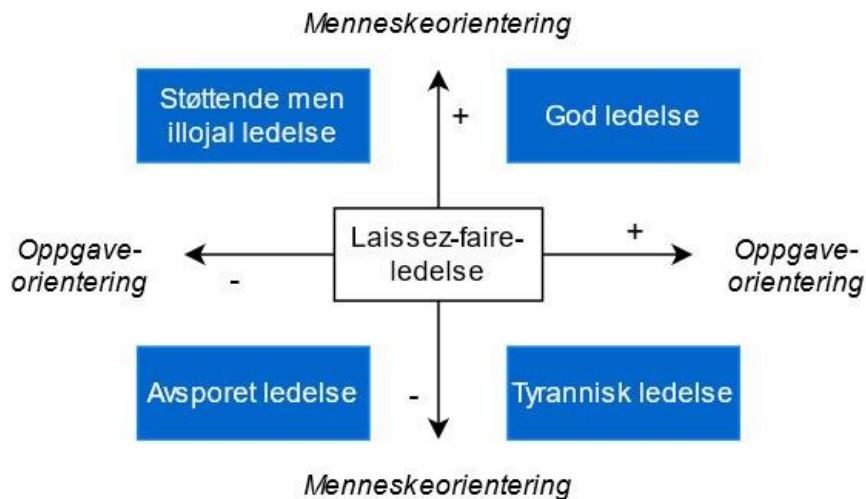 Menneskeorientering
Støttende men
illojal ledelse
God ledelse
+
Oppgave-
orientering
-
Laissez-faire-
ledelse
+
Oppgave-
orientering
Avsporet ledelse
-
Tyrannisk ledelse
Menneskeorientering